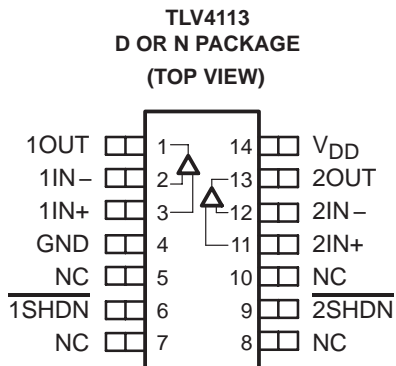 TLV4113
D OR N PACKAGE
(TOP VIEW)
1OUT 1 14 VDD
1IN− 2 13 2OUT
1IN+ 3 12 2IN−
GND 4 11 2IN+
NC 5 10 NC
1SHDN 6 9 2SHDN
NC 7 8 NC